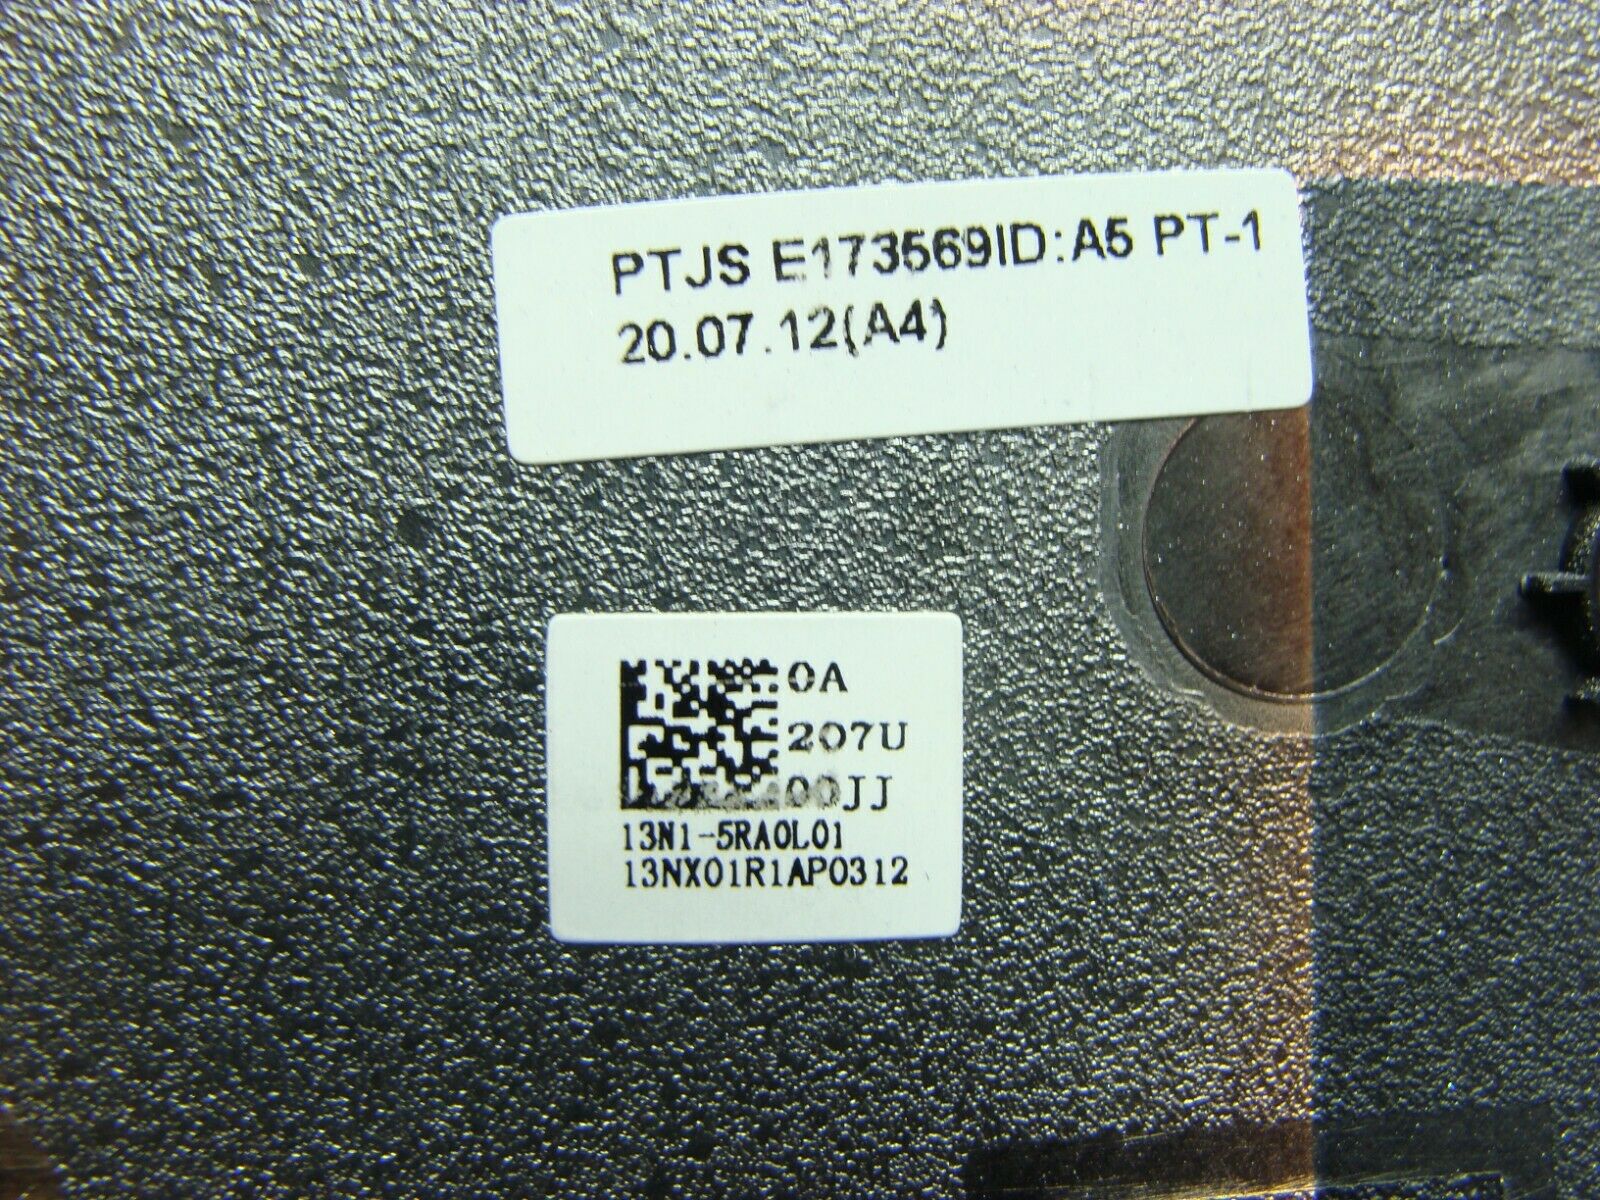 PTJS E173569ID:A5 PT-1
20.07.12(A4)
0A
207U
00JJ
13N1-5RA0L01
13NX01R1AP0312